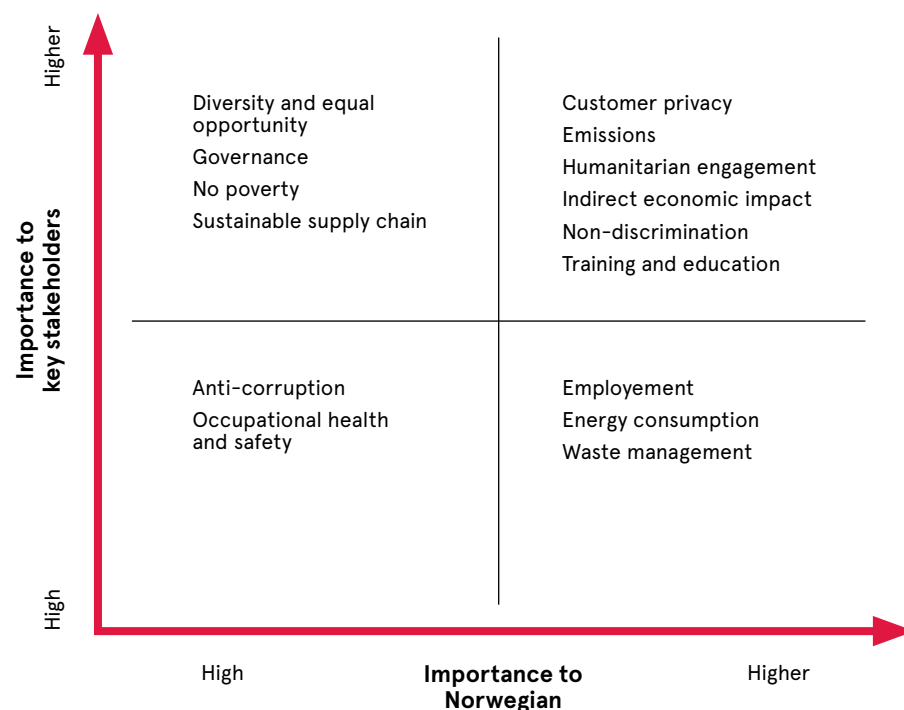 Higher
Importance to
key stakeholders
High
Diversity and equal
opportunity
Governance
No poverty
Sustainable supply chain
Customer privacy
Emissions
Humanitarian engagement
Indirect economic impact
Non-discrimination
Training and education
Anti-corruption
Occupational health
and safety
Employement
Energy consumption
Waste management
High
Importance to
Norwegian
Higher